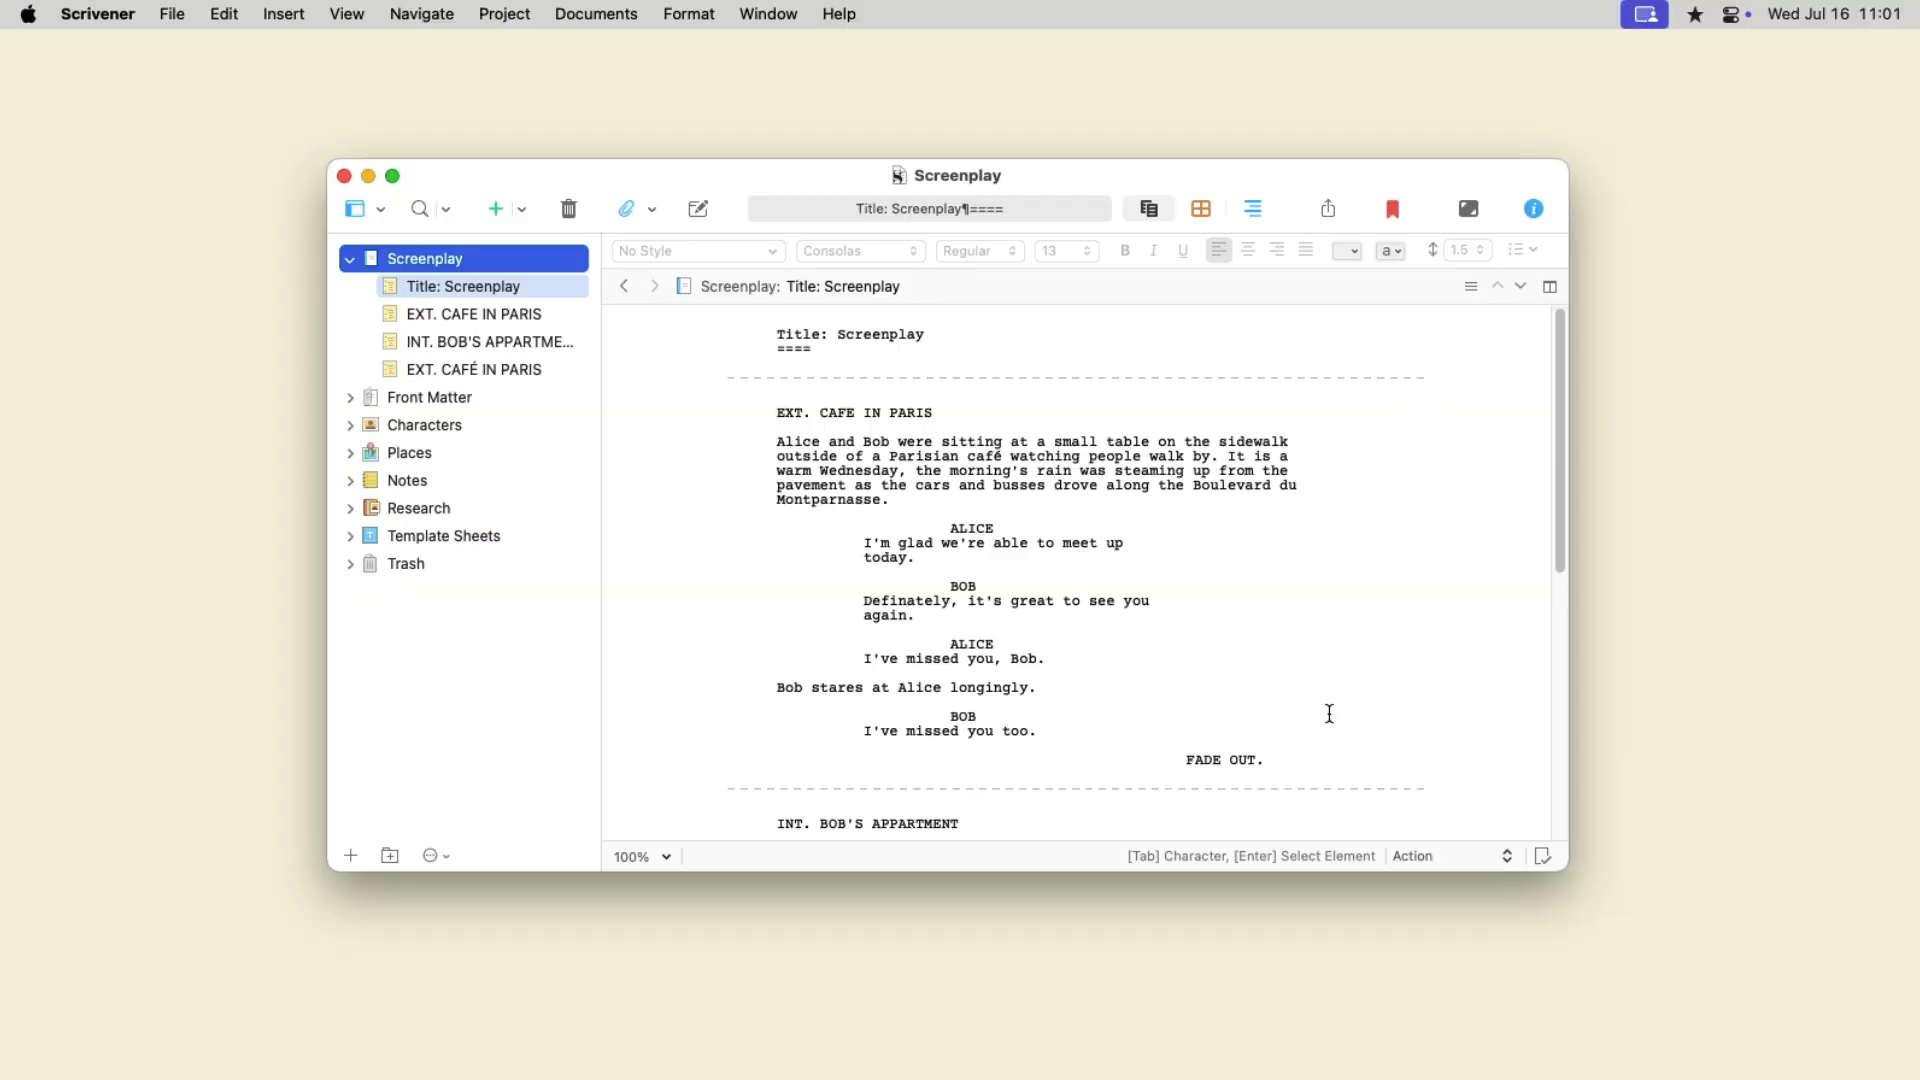 Scrivener File Edit Insert View Navigate Project Documents Format Window Help Wed Jul 16 11:01
Screenplay
Title: Screenplay¶====
No Style Consolas Regular 13 B I U a 1.5
Screenplay: Title: Screenplay
Screenplay
Title: Screenplay
EXT. CAFE IN PARIS
INT. BOB'S APPARTME...
EXT. CAFÉ IN PARIS
Front Matter
Characters
Places
Notes
Research
Template Sheets
Trash
Title: Screenplay
====
EXT. CAFE IN PARIS
Alice and Bob were sitting at a small table on the sidewalk
outside of a Parisian café watching people walk by. It is a
warm Wednesday, the morning's rain was steaming up from the
pavement as the cars and busses drove along the Boulevard du
Montparnasse.
ALICE
I'm glad we're able to meet up
today.
BOB
Definately, it's great to see you
again.
ALICE
I've missed you, Bob.
Bob stares at Alice longingly.
BOB
I've missed you too.
FADE OUT.
INT. BOB'S APPARTMENT
100% [Tab] Character, [Enter] Select Element Action